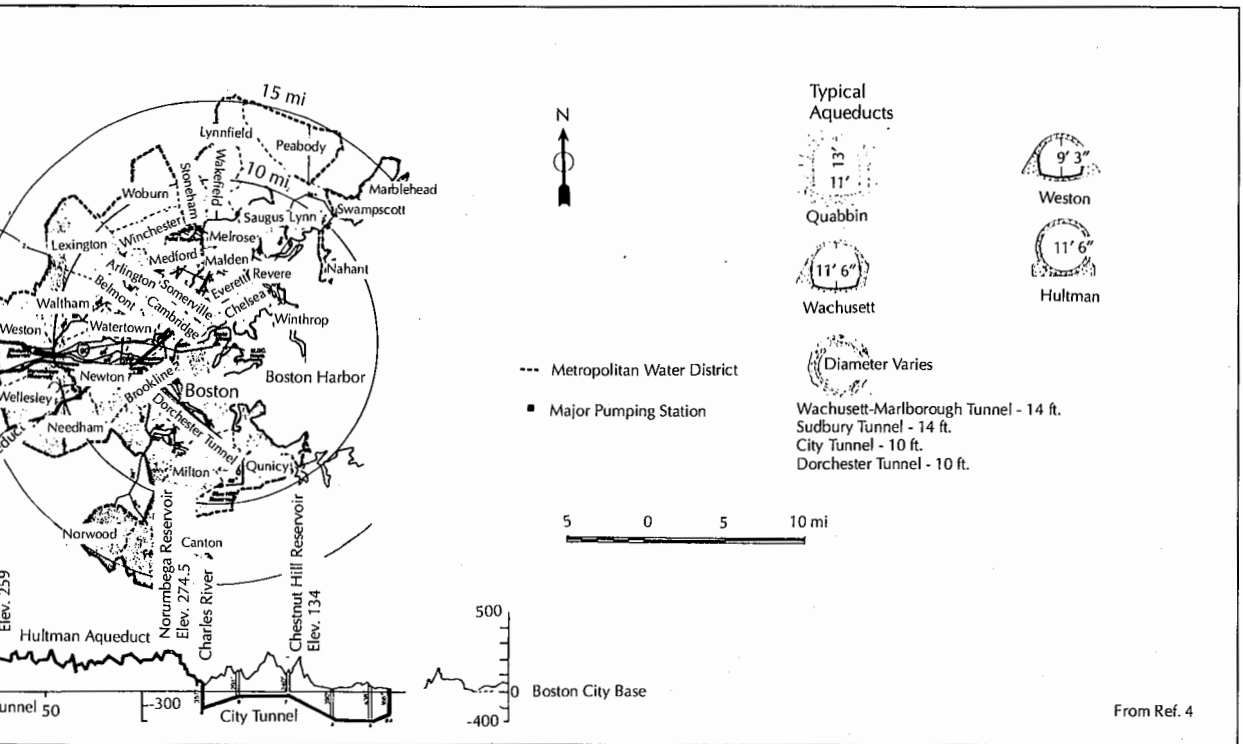 15 mi
Lynnfield
Peabody
10 mi
Wakefield
Stoneham
Marblehead
Woburn
Swampscott
Saugus
Lynn
Winchester
Melrose
Lexington
Medford
Malden
Nahant
Arlington
Somerville
Everett
Revere
Belmont
Chelsea
Cambridge
Waltham
Winthrop
Weston
Watertown
Newton
Brookline
Boston
Boston Harbor
Wellesley
Dorchester Tunnel
Needham
Milton
Qunicy
Norwood
Canton
N
Typical
Aqueducts
13'
11'
Quabbin
9' 3"
Weston
11' 6"
Wachusett
11' 6"
Hultman
Diameter Varies
Wachusett-Marlborough Tunnel - 14 ft.
Sudbury Tunnel - 14 ft.
City Tunnel - 10 ft.
Dorchester Tunnel - 10 ft.
Metropolitan Water District
Major Pumping Station
5 0 5 10 mi
Elev. 259
Norumbega Reservoir
Elev. 274.5
Charles River
Chestnut Hill Reservoir
Elev. 134
Hultman Aqueduct
500
0 Boston City Base
-400
-300
City Tunnel
50
From Ref. 4